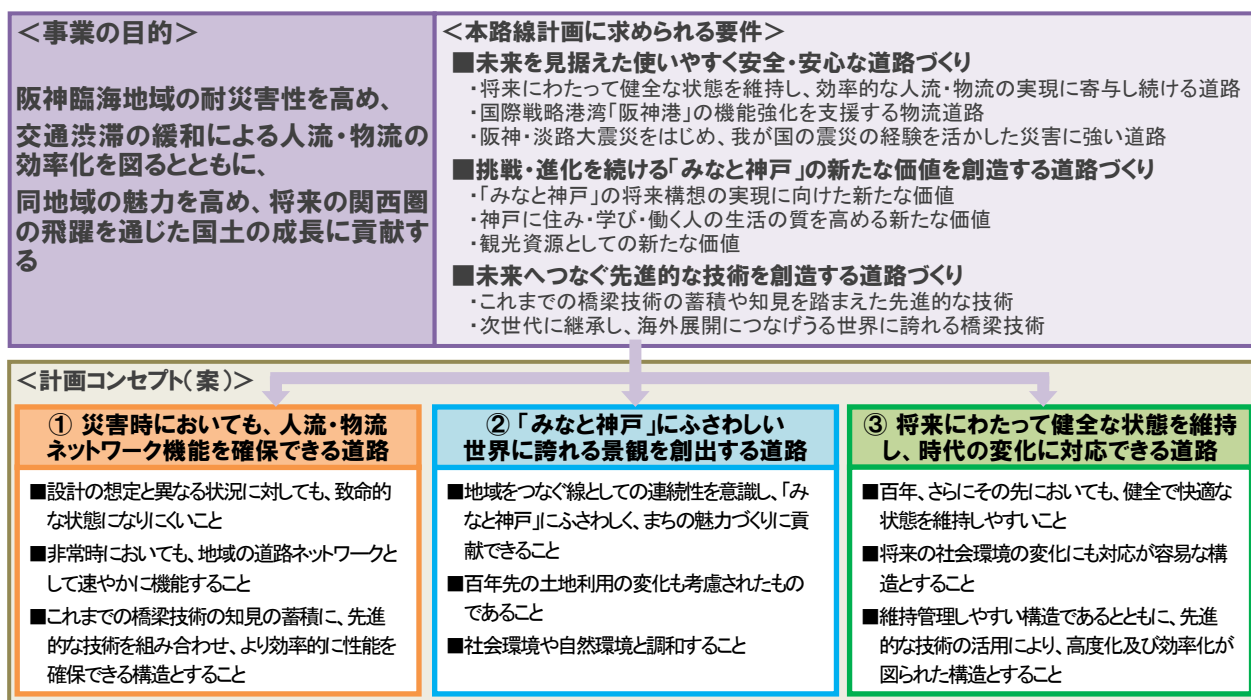 ＜事業の目的＞
阪神臨海地域の耐災害性を高め、
交通渋滞の緩和による人流・物流の
効率化を図るとともに、
同地域の魅力を高め、将来の関西圏
の飛躍を通じた国土の成長に貢献す
る
＜本路線計画に求められる要件＞
■未来を見据えた使いやすく安全・安心な道路づくり
・将来にわたって健全な状態を維持し、効率的な人流・物流の実現に寄与し続ける道路
・国際戦略港湾「阪神港」の機能強化を支援する物流道路
・阪神・淡路大震災をはじめ、我が国の震災の経験を活かした災害に強い道路
■挑戦・進化を続ける「みなと神戸」の新たな価値を創造する道路づくり
・「みなと神戸」の将来構想の実現に向けた新たな価値
・神戸に住み・学び・働く人の生活の質を高める新たな価値
・観光資源としての新たな価値
■未来へつなぐ先進的な技術を創造する道路づくり
・これまでの橋梁技術の蓄積や知見を踏まえた先進的な技術
・次世代に継承し、海外展開につなげうる世界に誇れる橋梁技術
＜計画コンセプト（案）＞
① 災害時においても、人流・物流
ネットワーク機能を確保できる道路
■設計の想定と異なる状況に対しても、致命的
な状態になりにくいこと
■非常時においても、地域の道路ネットワークと
して速やかに機能すること
■これまでの橋梁技術の知見の蓄積に、先進
的な技術を組み合わせ、より効率的に性能を
確保できる構造とすること
② 「みなと神戸」にふさわしい
世界に誇れる景観を創出する道路
■地域をつなぐ線としての連続性を意識し、「み
なと神戸」にふさわしく、まちの魅力づくりに貢
献できること
■百年先の土地利用の変化も考慮されたもの
であること
■社会環境や自然環境と調和すること
③ 将来にわたって健全な状態を維持
し、時代の変化に対応できる道路
■百年、さらにその先においても、健全で快適な
状態を維持しやすいこと
■将来の社会環境の変化にも対応が容易な構
造とすること
■維持管理しやすい構造であるとともに、先進
的な技術の活用により、高度化及び効率化が
図られた構造とすること